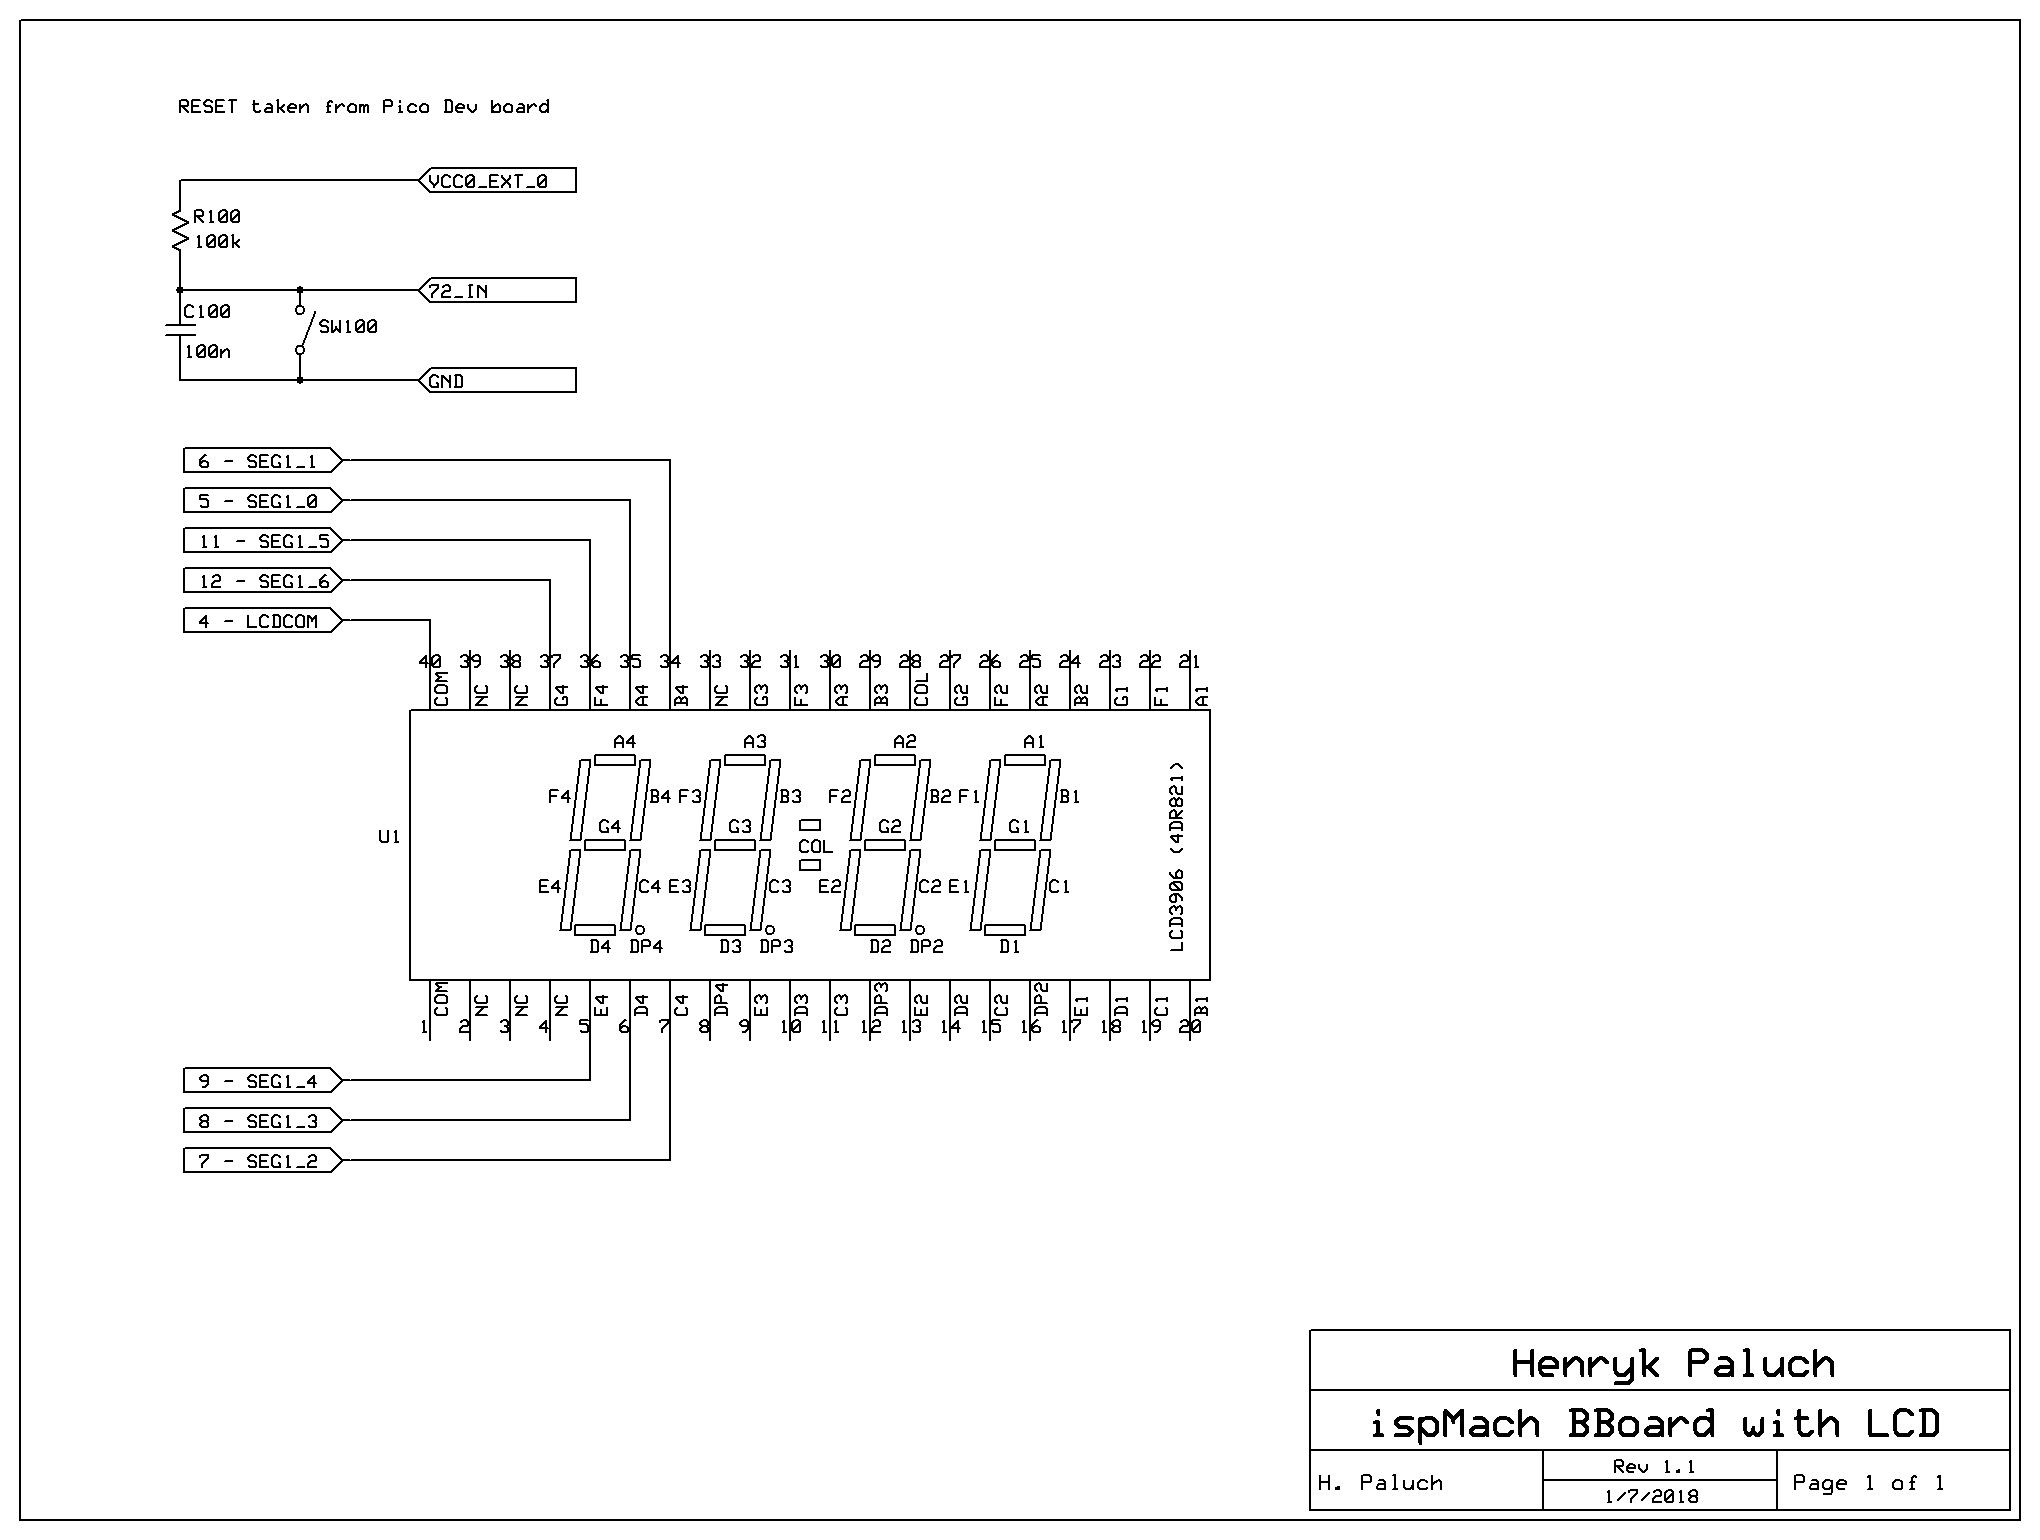 RESET taken from Pico Dev board
VCC0_EXT_0
R100
100k
72_IN
C100
SW100
100n
GND
6 - SEG1_1
5 - SEG1_0
11 - SEG1_5
12 - SEG1_6
4 - LCDCOM
40 39 38 37 36 35 34 33 32 31 30 29 28 27 26 25 24 23 22 21
COM NC NC G4 F4 A4 B4 NC G3 F3 A3 B3 COL G2 F2 A2 B2 G1 F1 A1
A4 A3 A2 A1
F4 B4 F3 B3 F2 B2 F1 B1
G4 G3 G2 G1
U1
COL
E4 C4 E3 C3 E2 C2 E1 C1
D4 DP4 D3 DP3 D2 DP2 D1
LCD3906 (4DR821)
COM NC NC NC E4 D4 C4 DP4 E3 D3 C3 DP3 E2 D2 C2 DP2 E1 D1 C1 B1
1 2 3 4 5 6 7 8 9 10 11 12 13 14 15 16 17 18 19 20
9 - SEG1_4
8 - SEG1_3
7 - SEG1_2
Henryk Paluch
ispMach BBoard with LCD
H. Paluch
Rev 1.1
1/7/2018
Page 1 of 1